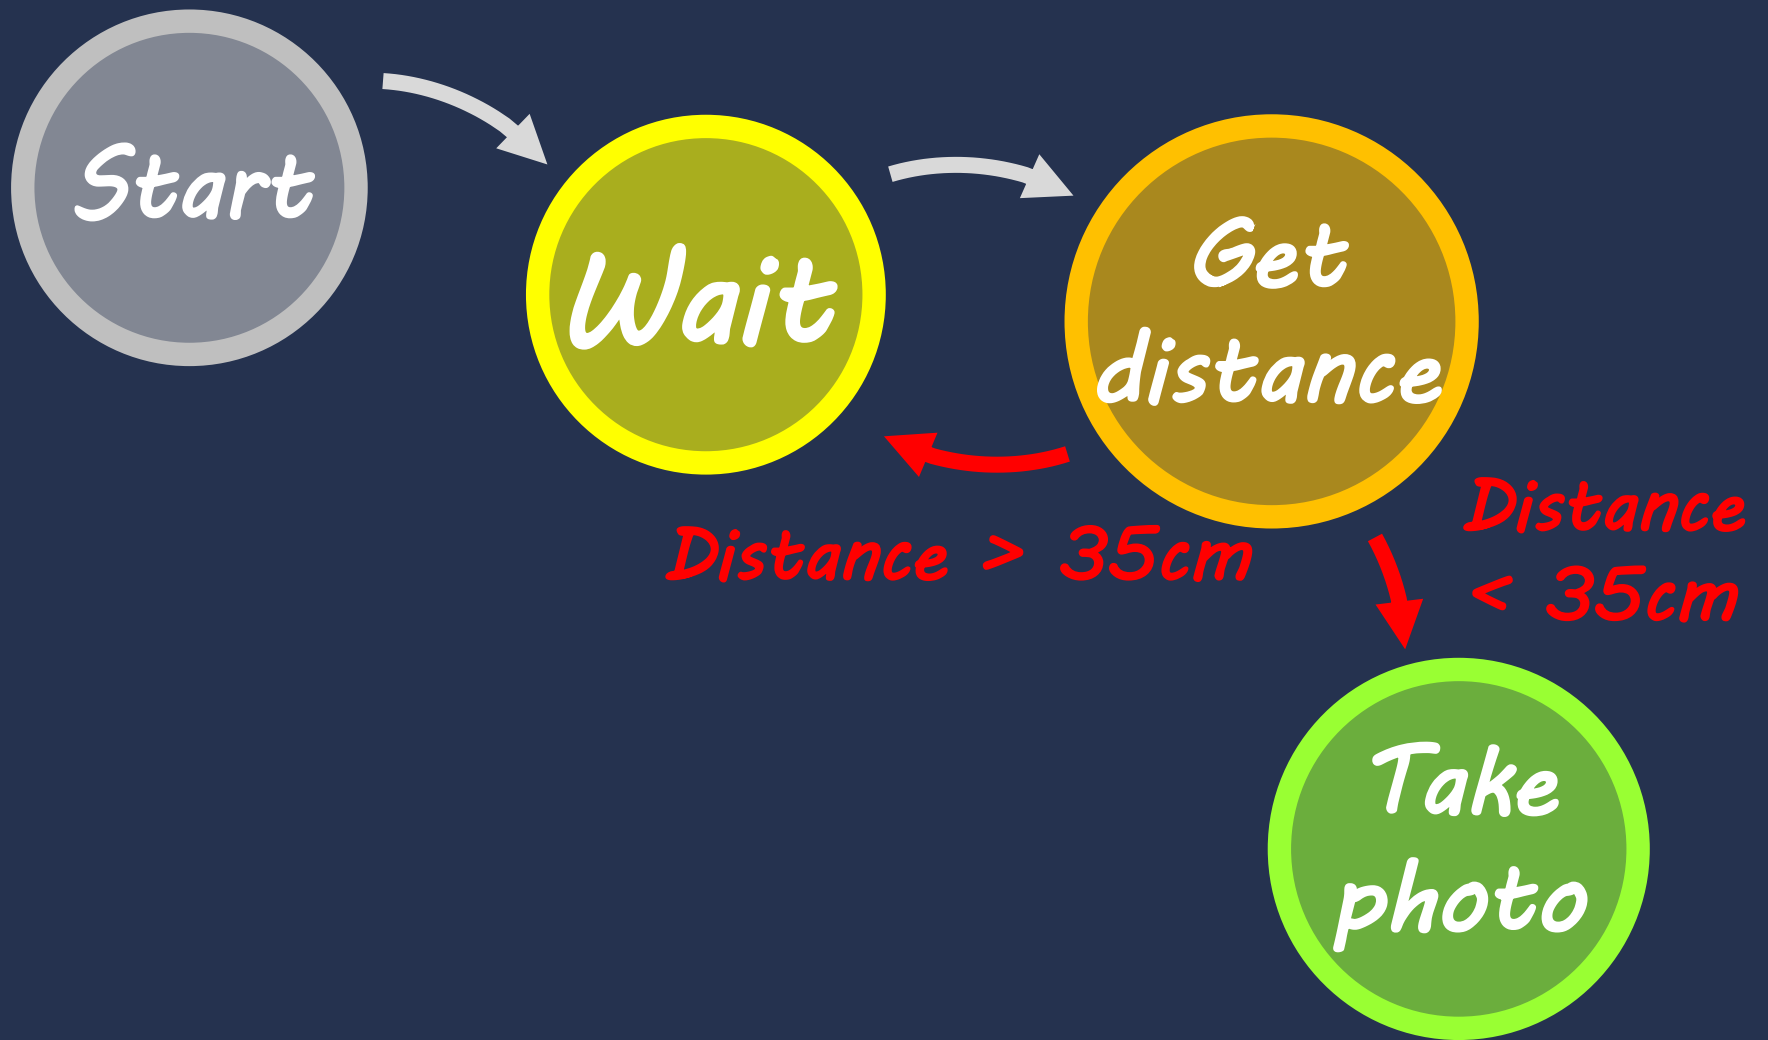 Start
Wait
Get
distance
Distance > 35cm
Distance
< 35cm
Take
photo